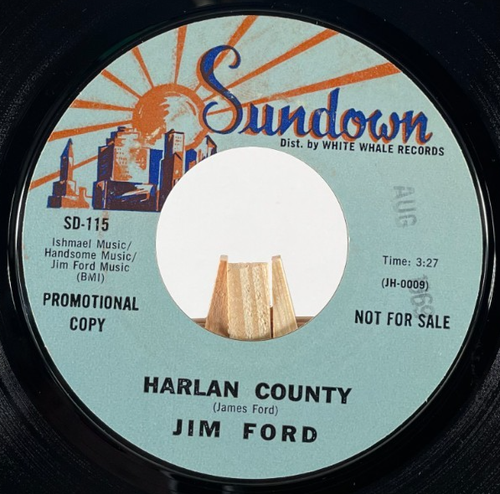 Sundown
Dist. by WHITE WHALE RECORDS
SD-115
Ishmael Music/
Handsome Music/
Jim Ford Music
(BMI)
PROMOTIONAL
COPY
AUG 1969
Time: 3:27
(JH-0009)
NOT FOR SALE
HARLAN COUNTY
(James Ford)
JIM FORD